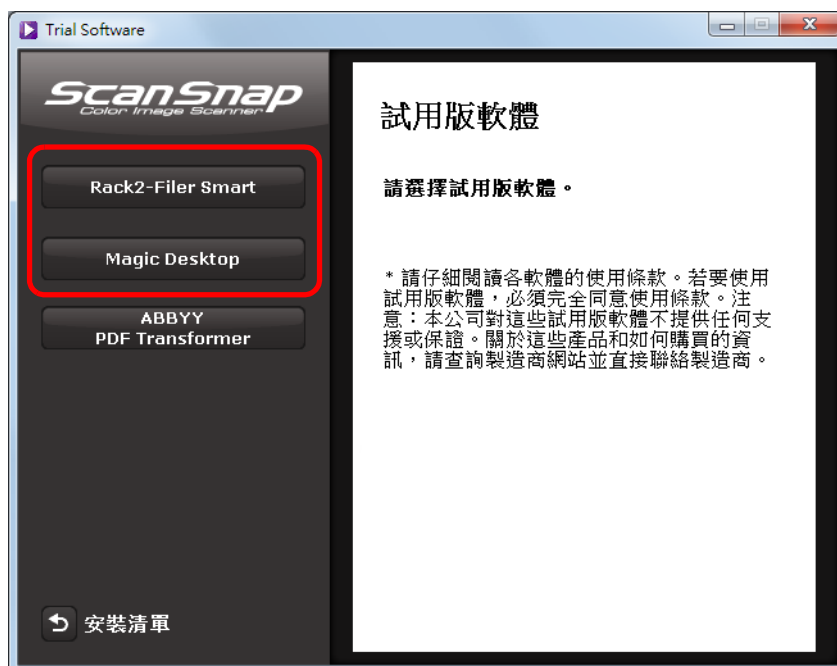 Trial Software
ScanSnap
Color Image Scanner
Rack2-Filer Smart
Magic Desktop
ABBYY
PDF Transformer
安裝清單
試用版軟體
請選擇試用版軟體。
* 請仔細閱讀各軟體的使用條款。若要使用
試用版軟體，必須完全同意使用條款。注
意：本公司對這些試用版軟體不提供任何支
援或保證。關於這些產品和如何購買的資
訊，請查詢製造商網站並直接聯絡製造商。